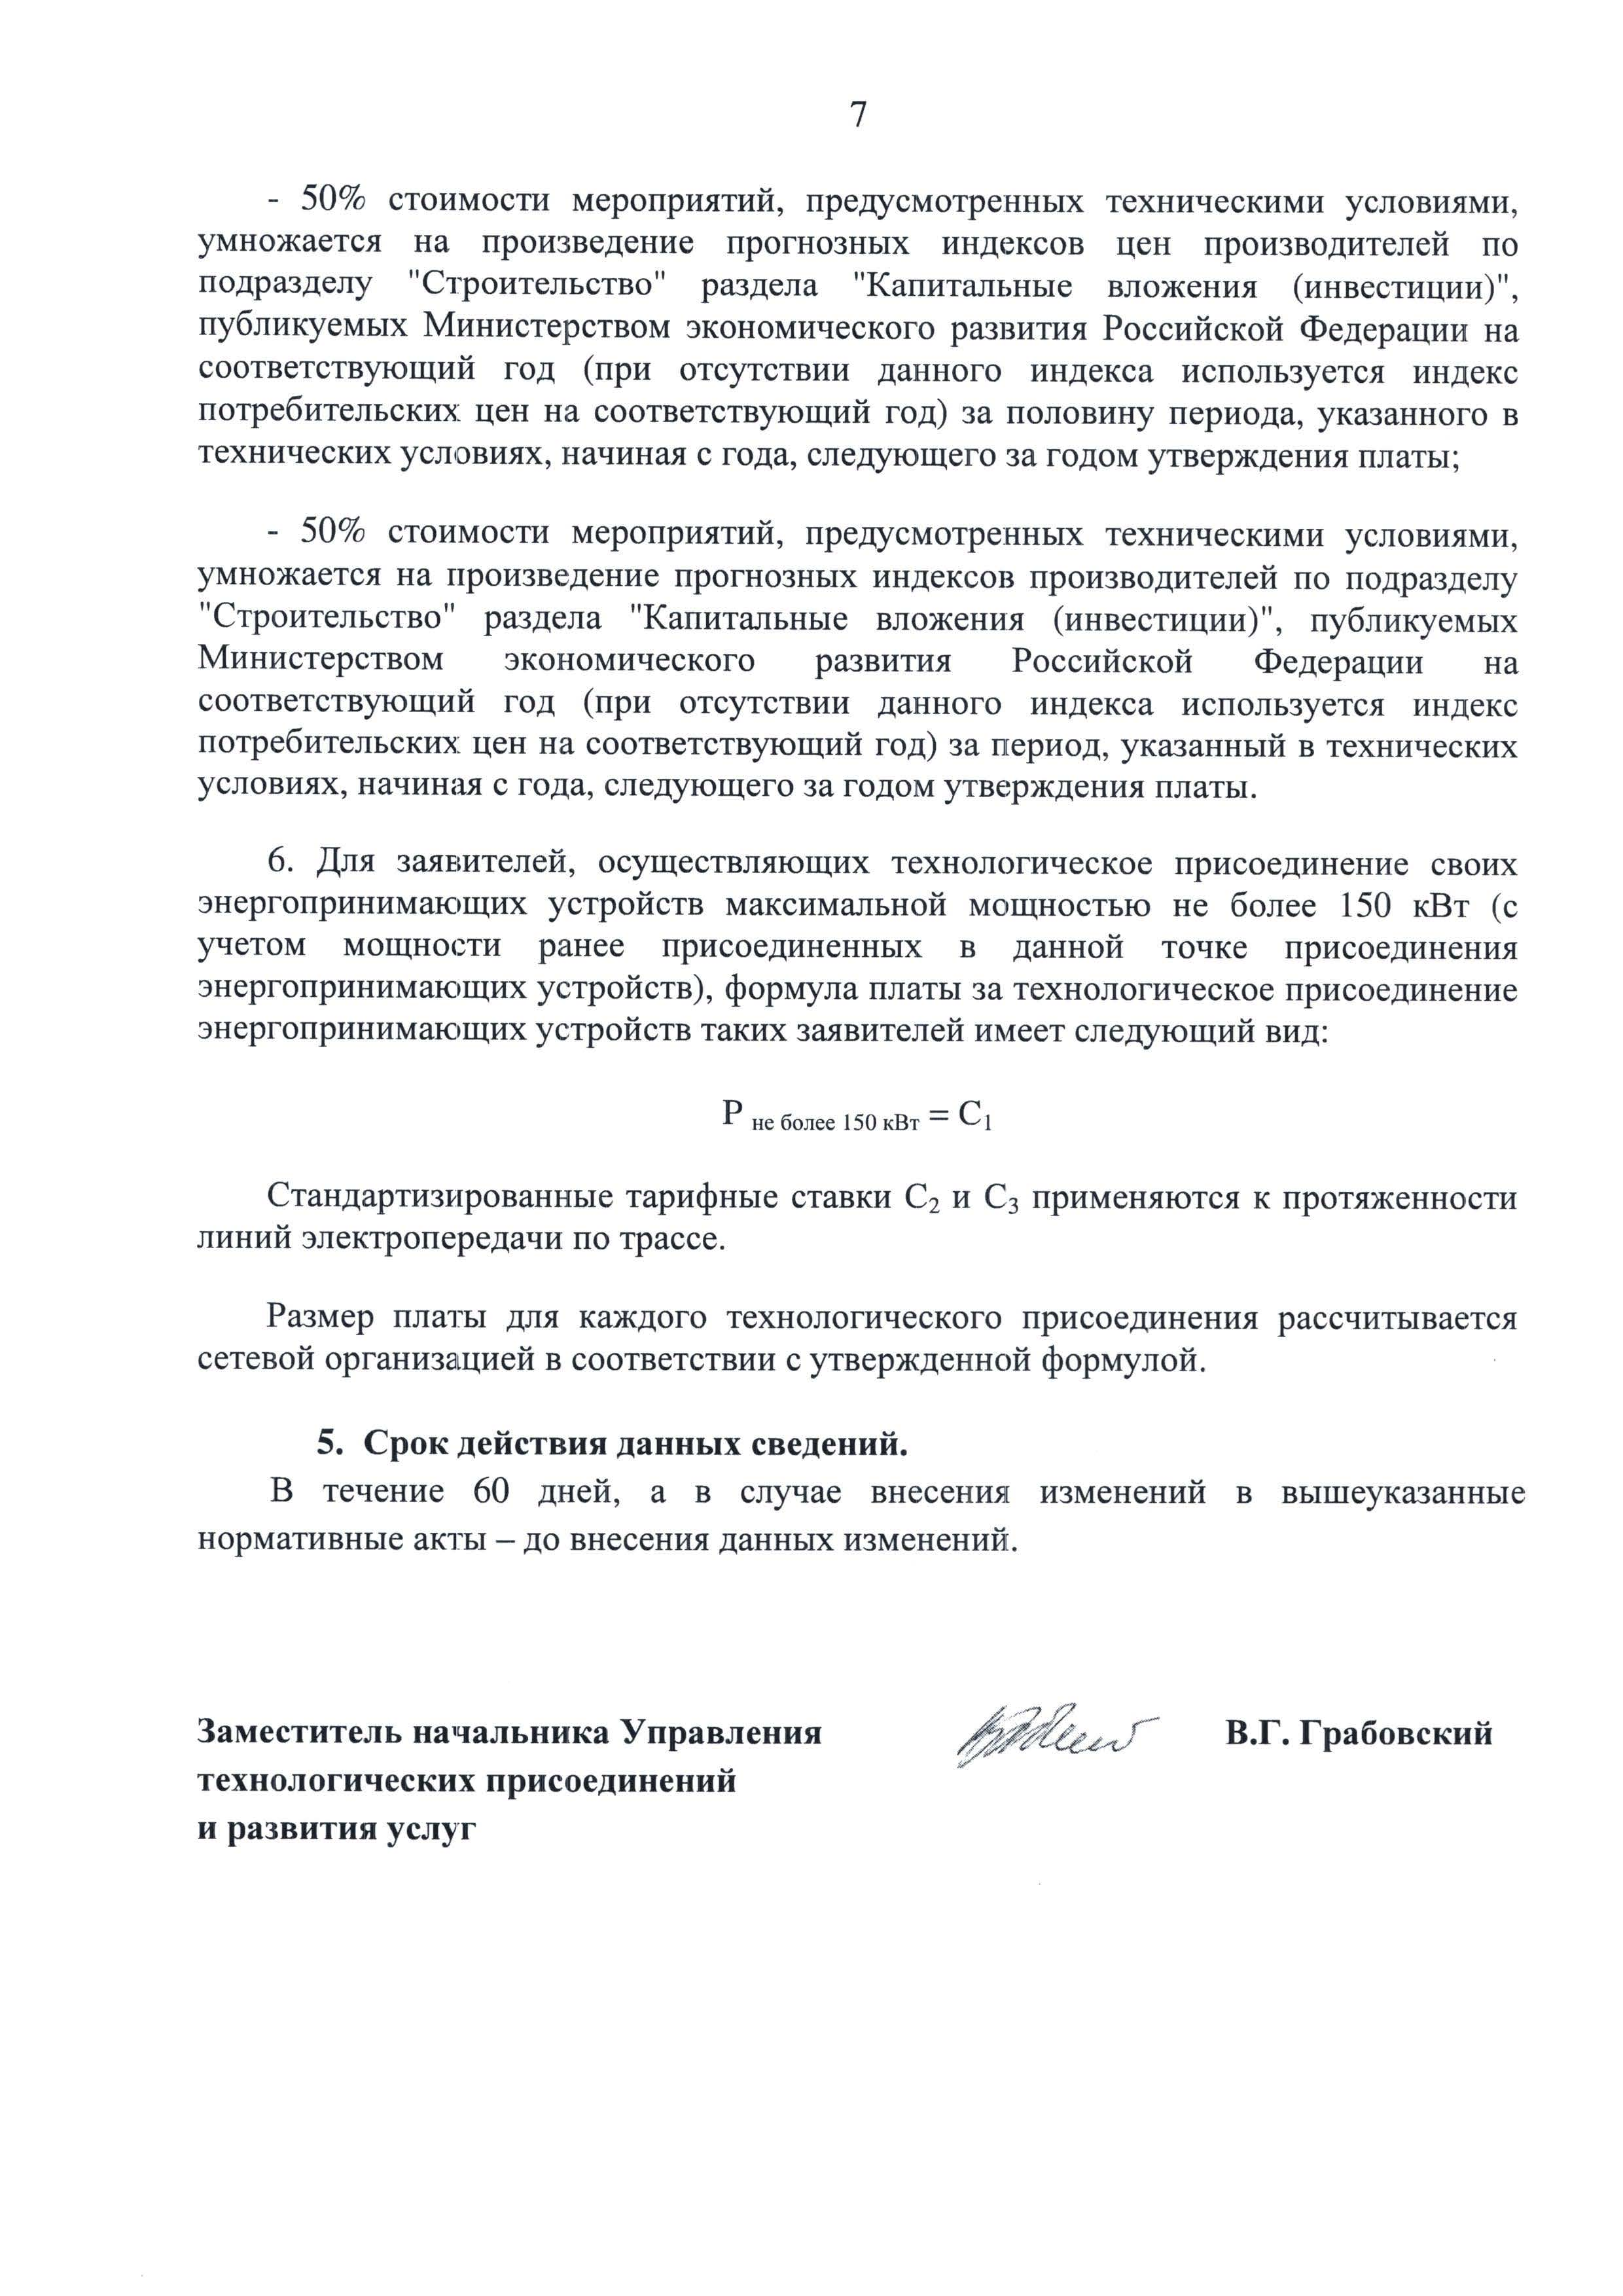 7
- 50% стоимости мероприятий, предусмотренных техническими условиями,
умножается на произведение прогнозных индексов цен производителей по
подразделу "Строительство" раздела "Капитальные вложения (инвестиции)",
публикуемых Министерством экономического развития Российской Федерации на
соответствующий год (при отсутствии данного индекса используется индекс
потребительских цен на соответствующий год) за половину периода, указанного в
технических условиях, начиная с года, следующего за годом утверждения платы;
- 50% стоимости мероприятий, предусмотренных техническими условиями,
умножается на произведение прогнозных индексов производителей по подразделу
"Строительство" раздела "Капитальные вложения (инвестиции)", публикуемых
Министерством экономического развития Российской Федерации на
соответствующий год (при отсутствии данного индекса используется индекс
потребительских цен на соответствующий год) за период, указанный в технических
условиях, начиная с года, следующего за годом утверждения платы.
6. Для заявителей, осуществляющих технологическое присоединение своих
энергопринимающих устройств максимальной мощностью не более 150 кВт (с
учетом мощности ранее присоединенных в данной точке присоединения
энергопринимающих устройств), формула платы за технологическое присоединение
энергопринимающих устройств таких заявителей имеет следующий вид:
Р не более 150 кВт = С1
Стандартизированные тарифные ставки С2 и С3 применяются к протяженности
линий электропередачи по трассе.
Размер платы для каждого технологического присоединения рассчитывается
сетевой организацией в соответствии с утвержденной формулой.
5. Срок действия данных сведений.
В течение 60 дней, а в случае внесения изменений в вышеуказанные
нормативные акты – до внесения данных изменений.
Заместитель начальника Управления В.Г. Грабовский
технологических присоединений
и развития услуг